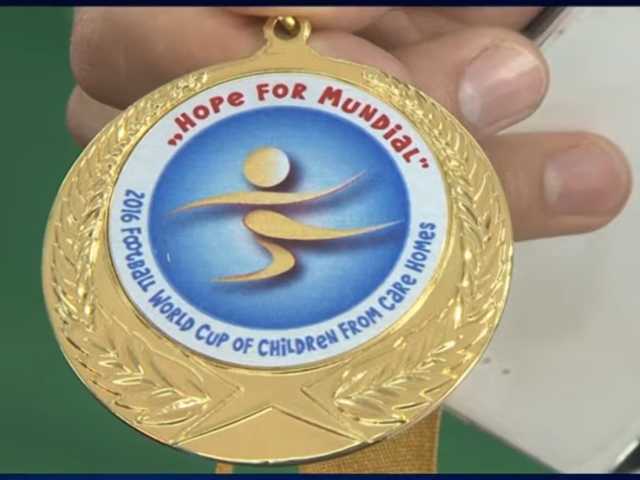 „HOPE FOR MUNDIAL”
2016 FOOTBALL WORLD CUP OF CHILDREN FROM CARE HOMES